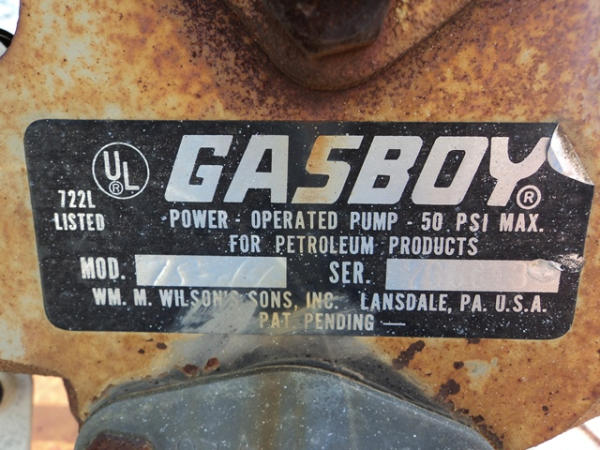 UL ®
722L
LISTED
GASBOY ®
POWER - OPERATED PUMP - 50 PSI MAX.
FOR PETROLEUM PRODUCTS
MOD. SER.
WM. M. WILSON'S SONS, INC. LANSDALE, PA. U.S.A.
PAT. PENDING